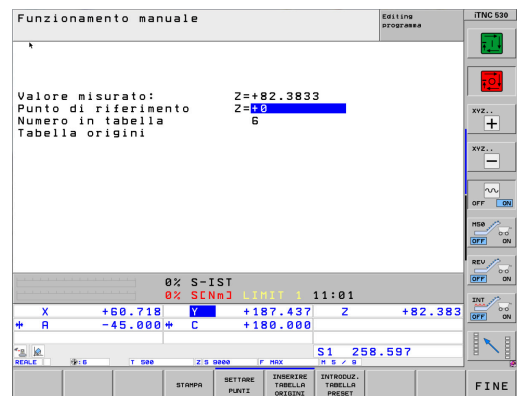 Funzionamento manuale
Editing
programma
iTNC 530
Valore misurato: Z=+82.3833
Punto di riferimento Z=+0
Numero in tabella 6
Tabella origini
XYZ..
+
XYZ..
−
OFF ON
M50
OFF ON
REV
OFF ON
INT
OFF ON
0% S-IST
0% S[Nm] LIMIT 1 11:01
X +60.718 Y +187.437 Z +82.383
A -45.000 C +180.000
S1 258.597
REALE :6 T 500 Z S 9000 F MAX M 5 / 9
STAMPA
SETTARE
PUNTI
INSERIRE
TABELLA
ORIGINI
INTRODUZ.
TABELLA
PRESET
FINE